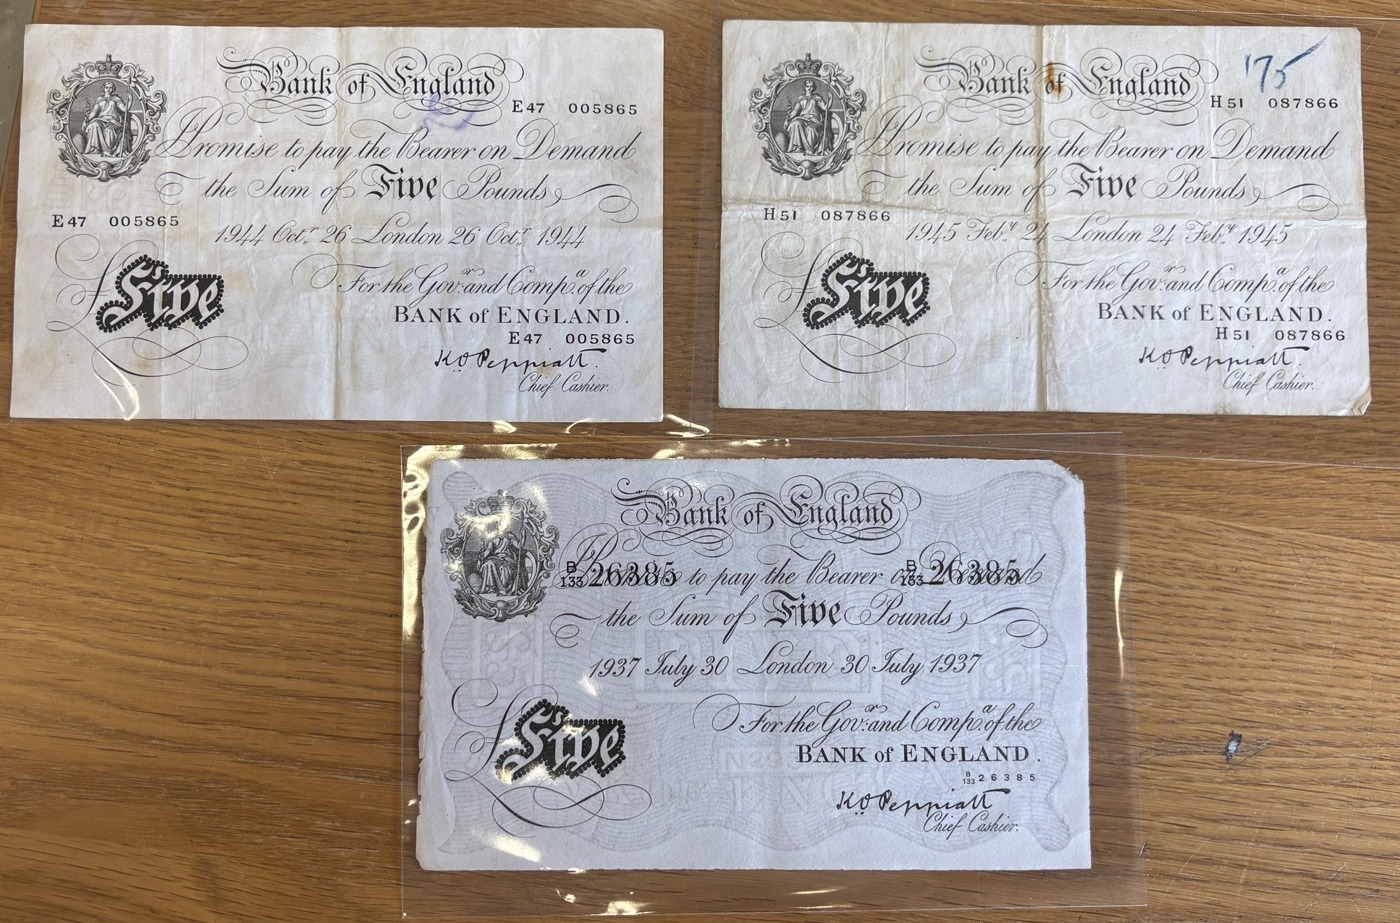 Bank of England
E47 005865
I Promise to pay the Bearer on Demand
the Sum of Five Pounds
E47 005865
1944 Octr. 26 London 26 Octr. 1944
£Five
For the Govr. and Compa. of the
BANK of ENGLAND.
E47 005865
K.O. Peppiatt.
Chief Cashier.
'75
Bank of England
H51 087866
I Promise to pay the Bearer on Demand
the Sum of Five Pounds
H51 087866
1945 Feby. 24 London 24 Feby. 1945
£Five
For the Govr. and Compa. of the
BANK of ENGLAND.
H51 087866
K.O. Peppiatt.
Chief Cashier.
Bank of England
B/133 26385 to pay the Bearer on B/133 26385
the Sum of Five Pounds
1937 July 30 London 30 July 1937
£Five
For the Govr. and Compa. of the
BANK of ENGLAND.
B/133 26385
K.O. Peppiatt
Chief Cashier.